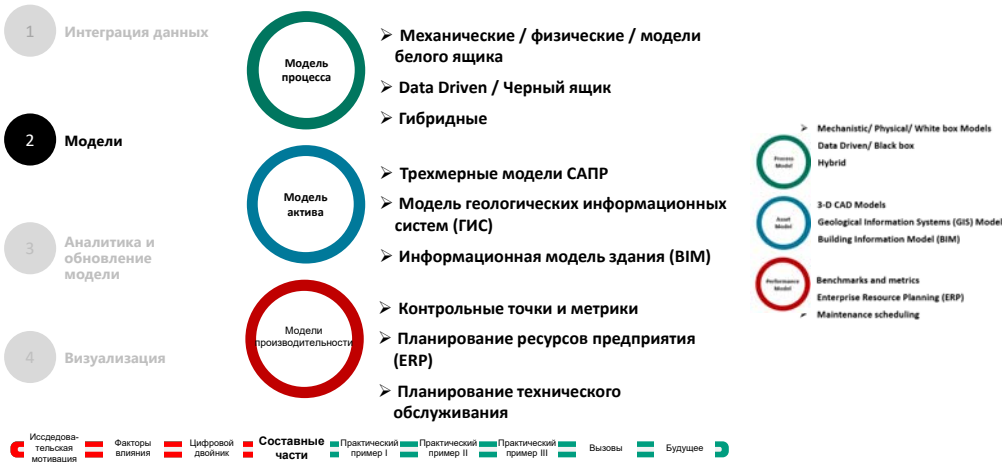 1
Интеграция данных
2
Модели
3
Аналитика и
обновление
модели
4
Визуализация
Модель
процесса
➢ Механические / физические / модели
белого ящика
➢ Data Driven / Черный ящик
➢ Гибридные
Модель
актива
➢ Трехмерные модели САПР
➢ Модель геологических информационных
систем (ГИС)
➢ Информационная модель здания (BIM)
Модели
производительности
➢ Контрольные точки и метрики
➢ Планирование ресурсов предприятия
(ERP)
➢ Планирование технического
обслуживания
Process
Model
➢ Mechanistic/ Physical/ White box Models
Data Driven/ Black box
Hybrid
Asset
Model
3-D CAD Models
Geological Information Systems (GIS) Model
Building Information Model (BIM)
Performance
Model
Benchmarks and metrics
Enterprise Resource Planning (ERP)
➢ Maintenance scheduling
Исседова-
тельская
мотивация
Факторы
влияния
Цифровой
двойник
Составные
части
Практический
пример I
Практический
пример II
Практический
пример III
Вызовы
Будущее